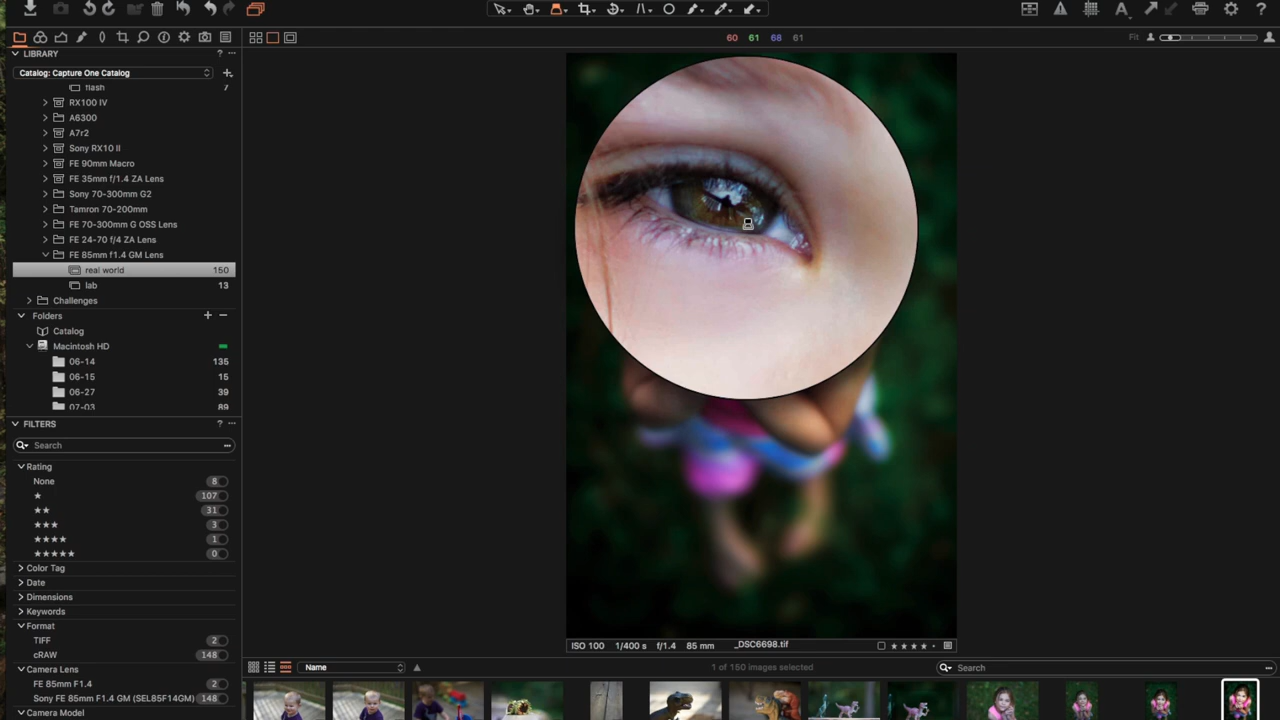 60 61 68 61
Fit
LIBRARY ? ...
Catalog: Capture One Catalog
flash 7
RX100 IV
A6300
A7r2
Sony RX10 II
FE 90mm Macro
FE 35mm f/1.4 ZA Lens
Sony 70-300mm G2
Tamron 70-200mm
FE 70-300mm G OSS Lens
FE 24-70 f/4 ZA Lens
FE 85mm f1.4 GM Lens
real world 150
lab 13
Challenges
Folders
Catalog
Macintosh HD
06-14 135
06-15 15
06-27 39
07-03 89
FILTERS ? ...
Search
Rating
None 8
★ 107
★★ 31
★★★ 3
★★★★ 1
★★★★★ 0
Color Tag
Date
Dimensions
Keywords
Format
TIFF 2
cRAW 148
Camera Lens
FE 85mm F1.4 2
Sony FE 85mm F1.4 GM (SEL85F14GM) 148
Camera Model
ISO 100 1/400 s f/1.4 85 mm _DSC6698.tif
Name
1 of 150 images selected
Search